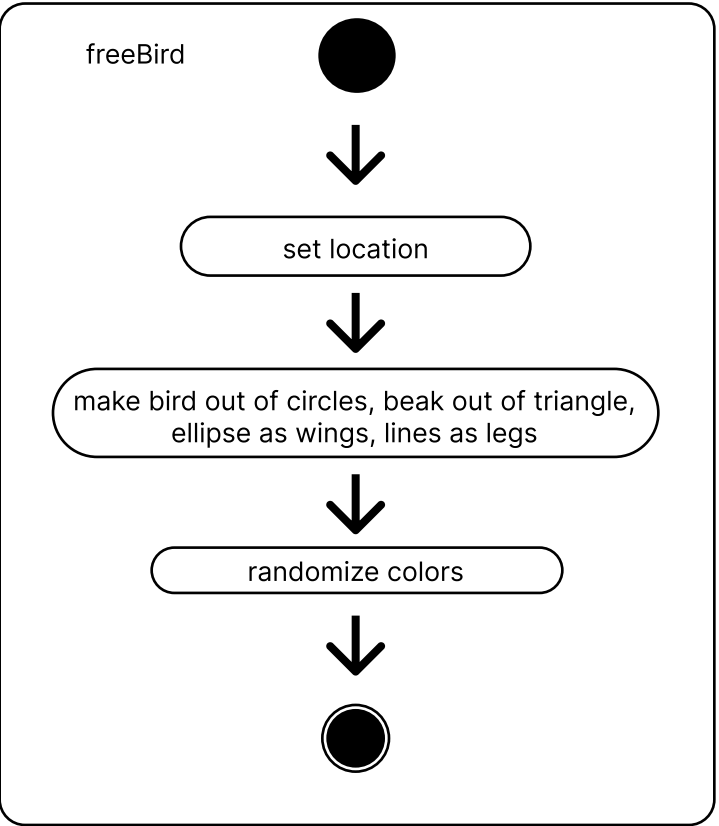 freeBird
set location
make bird out of circles, beak out of triangle,
ellipse as wings, lines as legs
randomize colors